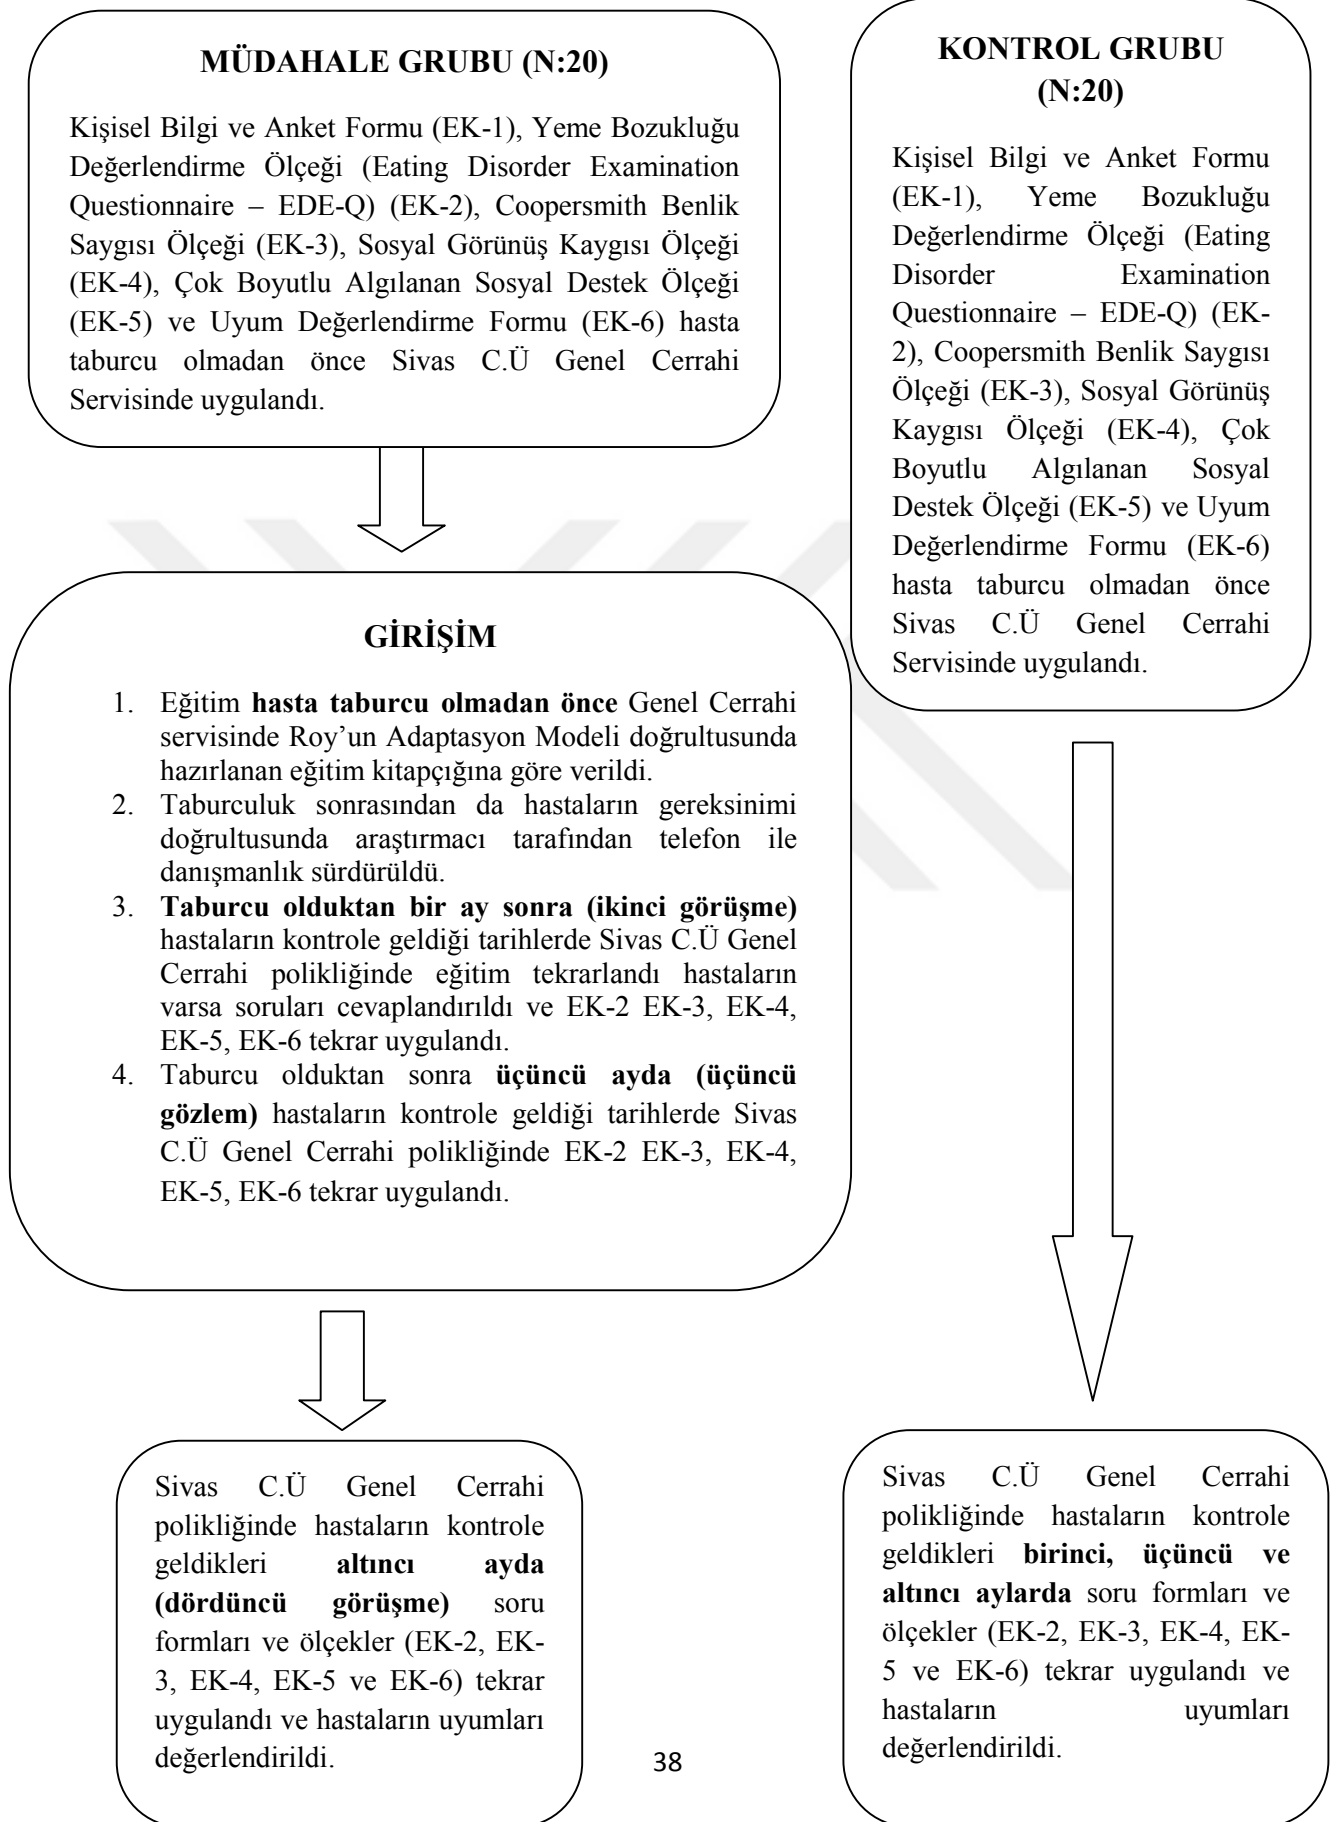 MÜDAHALE GRUBU (N:20)
Kişisel Bilgi ve Anket Formu (EK-1), Yeme Bozukluğu
Değerlendirme Ölçeği (Eating Disorder Examination
Questionnaire – EDE-Q) (EK-2), Coopersmith Benlik
Saygısı Ölçeği (EK-3), Sosyal Görünüş Kaygısı Ölçeği
(EK-4), Çok Boyutlu Algılanan Sosyal Destek Ölçeği
(EK-5) ve Uyum Değerlendirme Formu (EK-6) hasta
taburcu olmadan önce Sivas C.Ü Genel Cerrahi
Servisinde uygulandı.
GİRİŞİM
1. Eğitim hasta taburcu olmadan önce Genel Cerrahi
servisinde Roy’un Adaptasyon Modeli doğrultusunda
hazırlanan eğitim kitapçığına göre verildi.
2. Taburculuk sonrasından da hastaların gereksinimi
doğrultusunda araştırmacı tarafından telefon ile
danışmanlık sürdürüldü.
3. Taburcu olduktan bir ay sonra (ikinci görüşme)
hastaların kontrole geldiği tarihlerde Sivas C.Ü Genel
Cerrahi polikliğinde eğitim tekrarlandı hastaların
varsa soruları cevaplandırıldı ve EK-2 EK-3, EK-4,
EK-5, EK-6 tekrar uygulandı.
4. Taburcu olduktan sonra üçüncü ayda (üçüncü
gözlem) hastaların kontrole geldiği tarihlerde Sivas
C.Ü Genel Cerrahi polikliğinde EK-2 EK-3, EK-4,
EK-5, EK-6 tekrar uygulandı.
Sivas C.Ü Genel Cerrahi
polikliğinde hastaların kontrole
geldikleri altıncı ayda
(dördüncü görüşme) soru
formları ve ölçekler (EK-2, EK-
3, EK-4, EK-5 ve EK-6) tekrar
uygulandı ve hastaların uyumları
değerlendirildi.
KONTROL GRUBU
(N:20)
Kişisel Bilgi ve Anket Formu
(EK-1), Yeme Bozukluğu
Değerlendirme Ölçeği (Eating
Disorder Examination
Questionnaire – EDE-Q) (EK-
2), Coopersmith Benlik Saygısı
Ölçeği (EK-3), Sosyal Görünüş
Kaygısı Ölçeği (EK-4), Çok
Boyutlu Algılanan Sosyal
Destek Ölçeği (EK-5) ve Uyum
Değerlendirme Formu (EK-6)
hasta taburcu olmadan önce
Sivas C.Ü Genel Cerrahi
Servisinde uygulandı.
Sivas C.Ü Genel Cerrahi
polikliğinde hastaların kontrole
geldikleri birinci, üçüncü ve
altıncı aylarda soru formları ve
ölçekler (EK-2, EK-3, EK-4, EK-
5 ve EK-6) tekrar uygulandı ve
hastaların uyumları
değerlendirildi.
38